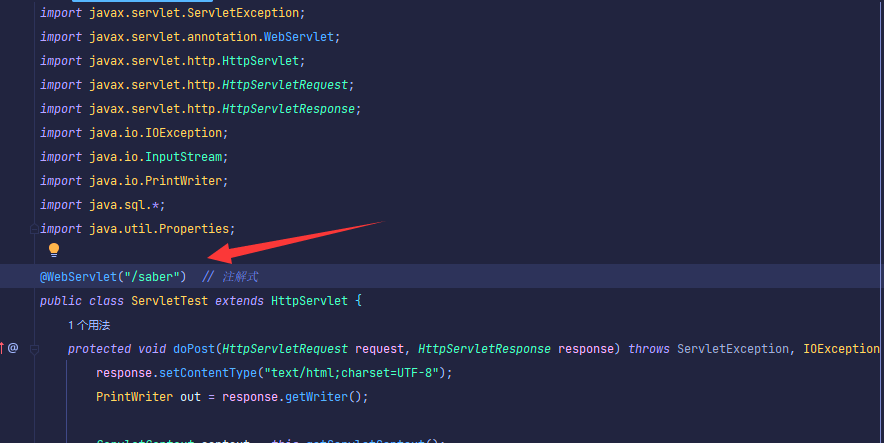 import javax.servlet.ServletException;
import javax.servlet.annotation.WebServlet;
import javax.servlet.http.HttpServlet;
import javax.servlet.http.HttpServletRequest;
import javax.servlet.http.HttpServletResponse;
import java.io.IOException;
import java.io.InputStream;
import java.io.PrintWriter;
import java.sql.*;
import java.util.Properties;
@WebServlet("/saber")  // 注解式
public class ServletTest extends HttpServlet {
1 个用法
@ protected void doPost(HttpServletRequest request, HttpServletResponse response) throws ServletException, IOException
response.setContentType("text/html;charset=UTF-8");
PrintWriter out = response.getWriter();
ServletContext context = this.getServletContext();